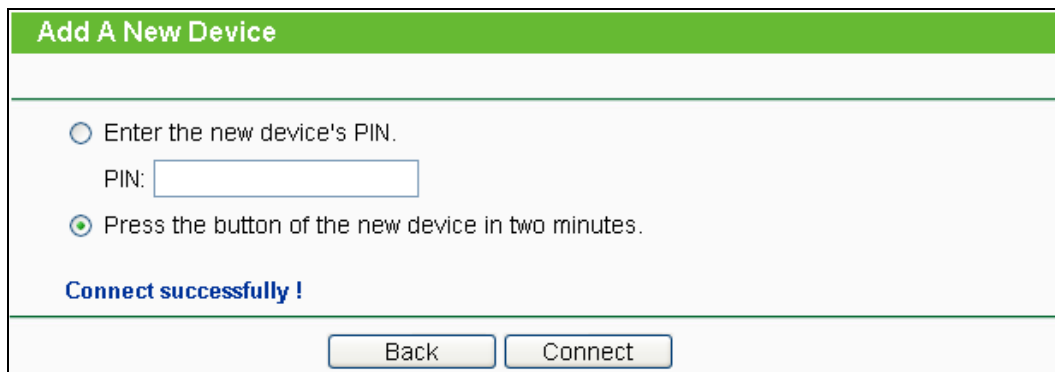 Add A New Device
Enter the new device's PIN.
PIN:
Press the button of the new device in two minutes.
Connect successfully !
Back Connect